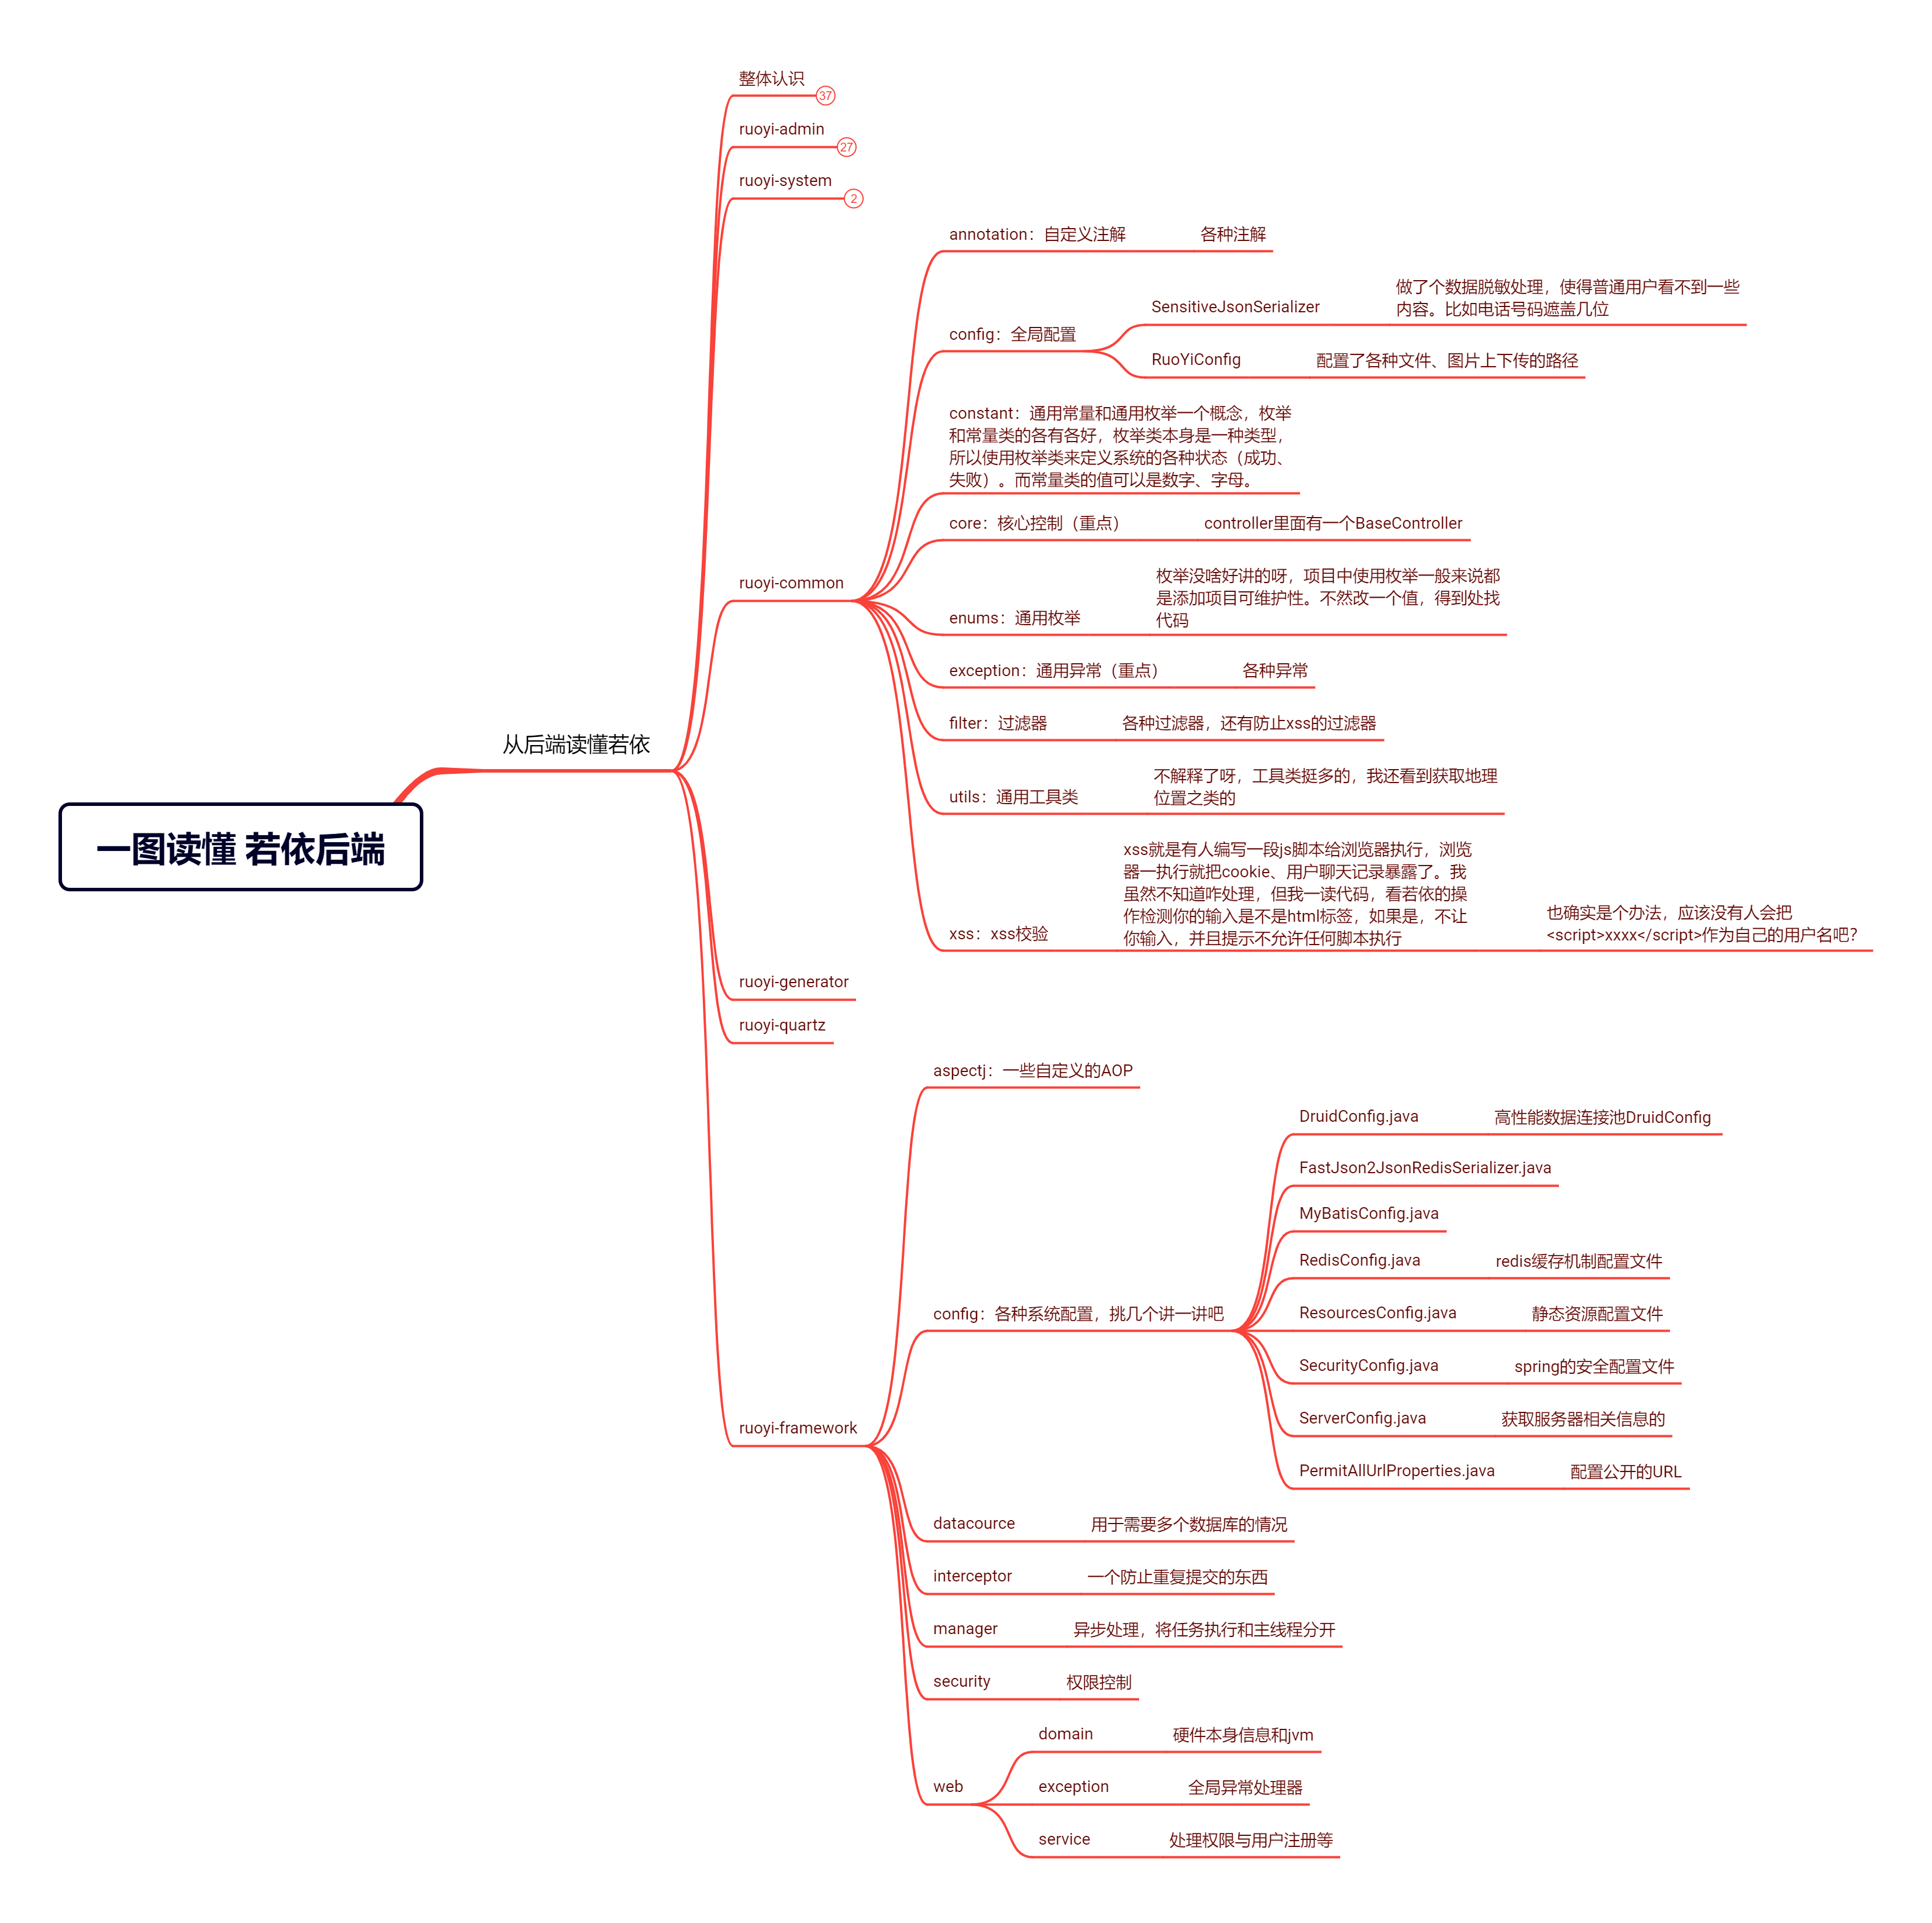 一图读懂 若依后端
从后端读懂若依
整体认识
37
ruoyi-admin
27
ruoyi-system
2
ruoyi-common
annotation：自定义注解
各种注解
config：全局配置
SensitiveJsonSerializer
做了个数据脱敏处理，使得普通用户看不到一些
内容。比如电话号码遮盖几位
RuoYiConfig
配置了各种文件、图片上下传的路径
constant：通用常量和通用枚举一个概念，枚举
和常量类的各有各好，枚举类本身是一种类型，
所以使用枚举类来定义系统的各种状态（成功、
失败）。而常量类的值可以是数字、字母。
core：核心控制（重点）
controller里面有一个BaseController
enums：通用枚举
枚举没啥好讲的呀，项目中使用枚举一般来说都
是添加项目可维护性。不然改一个值，得到处找
代码
exception：通用异常（重点）
各种异常
filter：过滤器
各种过滤器，还有防止xss的过滤器
utils：通用工具类
不解释了呀，工具类挺多的，我还看到获取地理
位置之类的
xss：xss校验
xss就是有人编写一段js脚本给浏览器执行，浏览
器一执行就把cookie、用户聊天记录暴露了。我
虽然不知道咋处理，但我一读代码，看若依的操
作检测你的输入是不是html标签，如果是，不让
你输入，并且提示不允许任何脚本执行
也确实是个办法，应该没有人会把
<script>xxxx</script>作为自己的用户名吧？
ruoyi-generator
ruoyi-quartz
ruoyi-framework
aspectj：一些自定义的AOP
config：各种系统配置，挑几个讲一讲吧
DruidConfig.java
高性能数据连接池DruidConfig
FastJson2JsonRedisSerializer.java
MyBatisConfig.java
RedisConfig.java
redis缓存机制配置文件
ResourcesConfig.java
静态资源配置文件
SecurityConfig.java
spring的安全配置文件
ServerConfig.java
获取服务器相关信息的
PermitAllUrlProperties.java
配置公开的URL
datacource
用于需要多个数据库的情况
interceptor
一个防止重复提交的东西
manager
异步处理，将任务执行和主线程分开
security
权限控制
web
domain
硬件本身信息和jvm
exception
全局异常处理器
service
处理权限与用户注册等